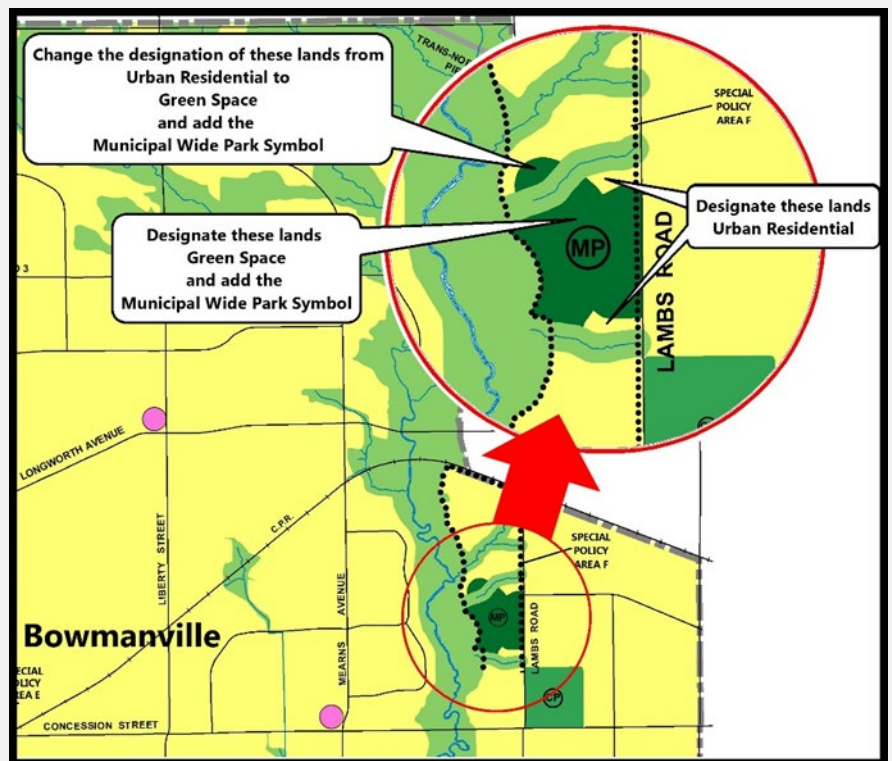 Change the designation of these lands from
Urban Residential to
Green Space
and add the
Municipal Wide Park Symbol
TRANS-NOR
PI
SPECIAL
POLICY
AREA F
Designate these lands
Urban Residential
Designate these lands
Green Space
and add the
Municipal Wide Park Symbol
MP
LAMBS ROAD
D 3
LONGWORTH AVENUE
C.P.R.
LIBERTY STREET
MEARNS AVENUE
SPECIAL
POLICY
AREA F
MP
LAMBS ROAD
Bowmanville
ECIAL
LICY
EA E
CP
CONCESSION STREET